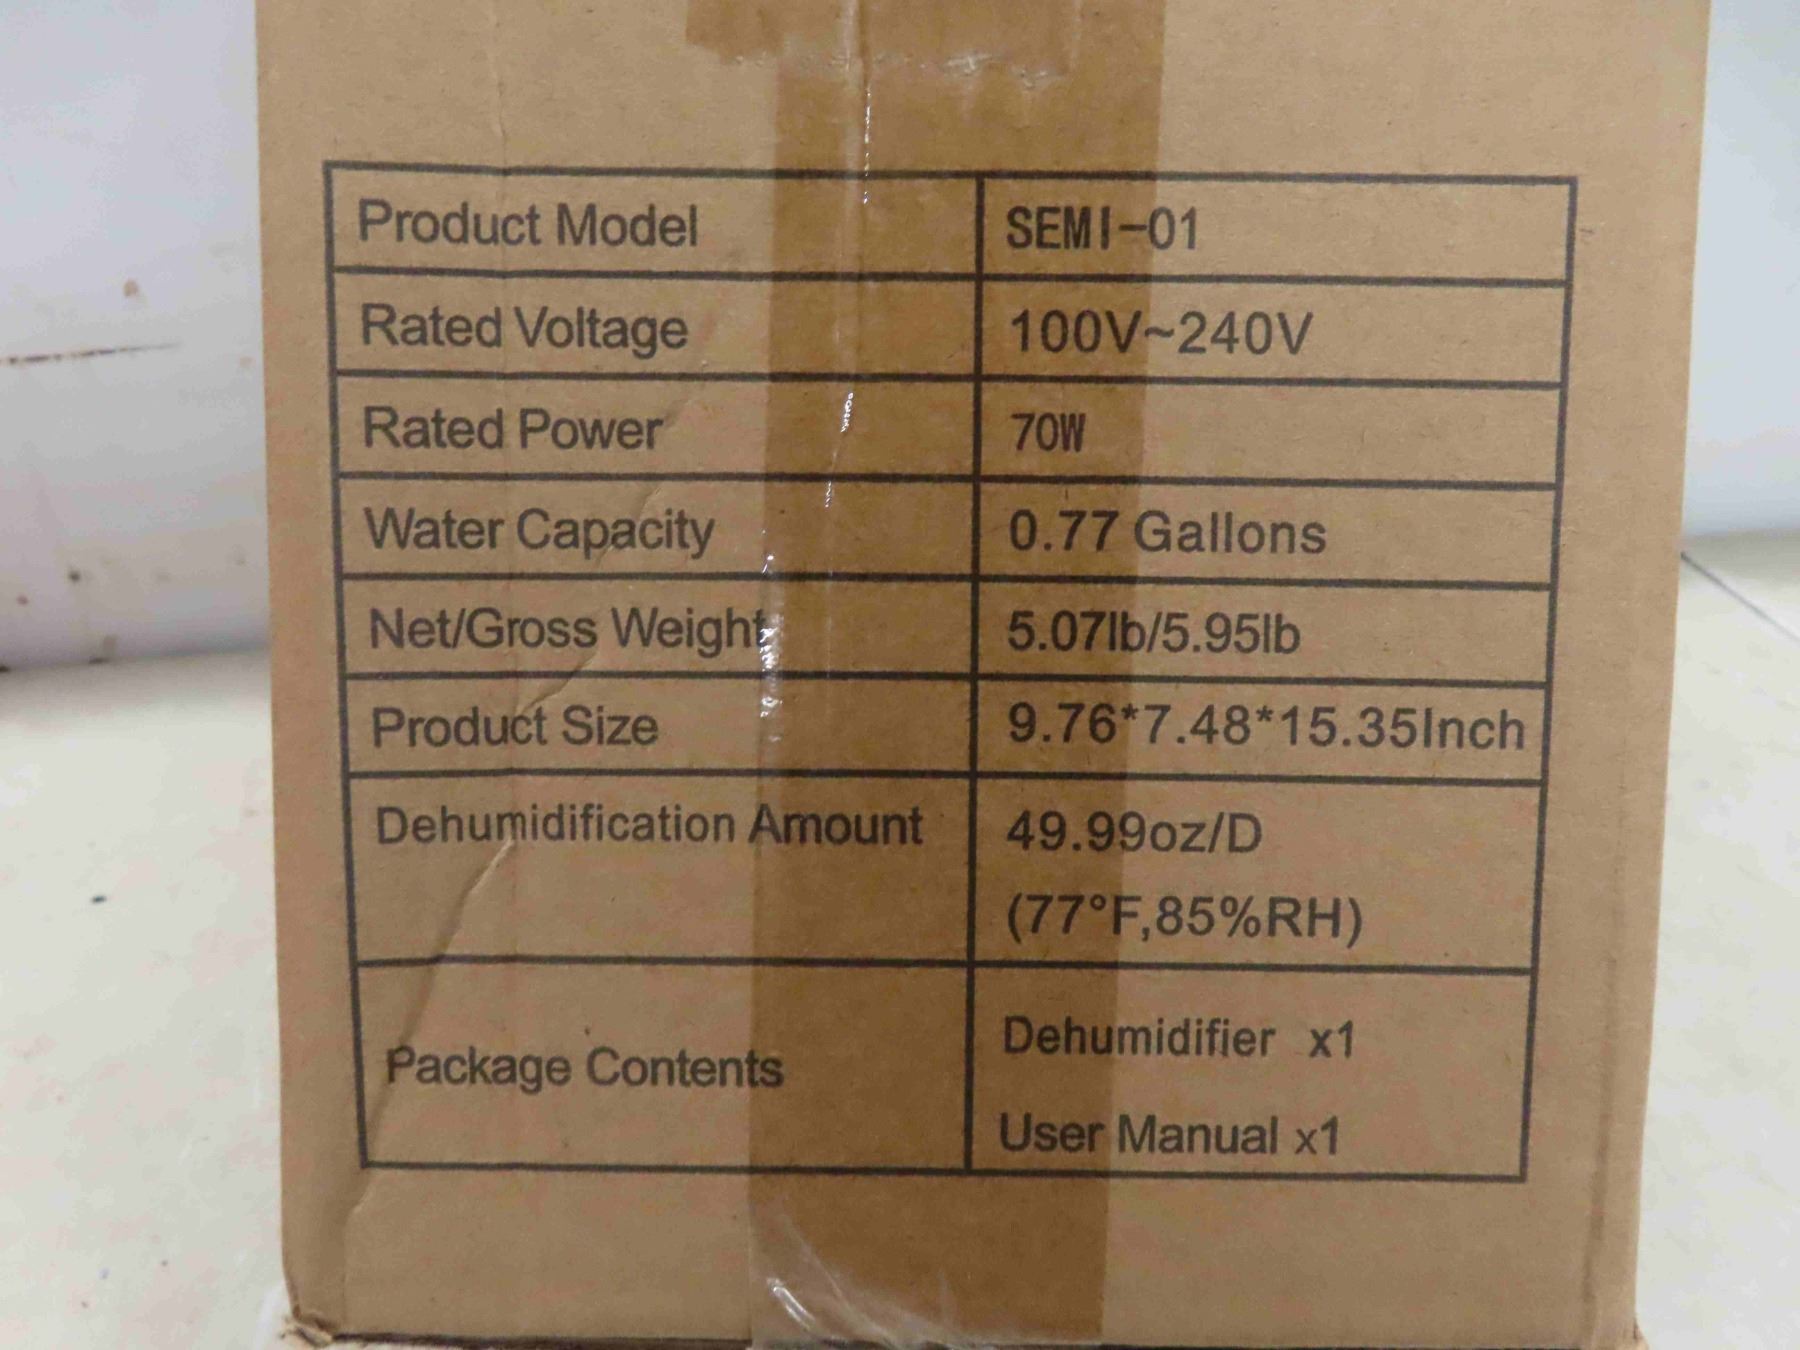 Product Model SEMI-01
Rated Voltage 100V~240V
Rated Power 70W
Water Capacity 0.77 Gallons
Net/Gross Weight 5.07lb/5.95lb
Product Size 9.76*7.48*15.35Inch
Dehumidification Amount 49.99oz/D
(77°F,85%RH)
Package Contents
Dehumidifier x1
User Manual x1